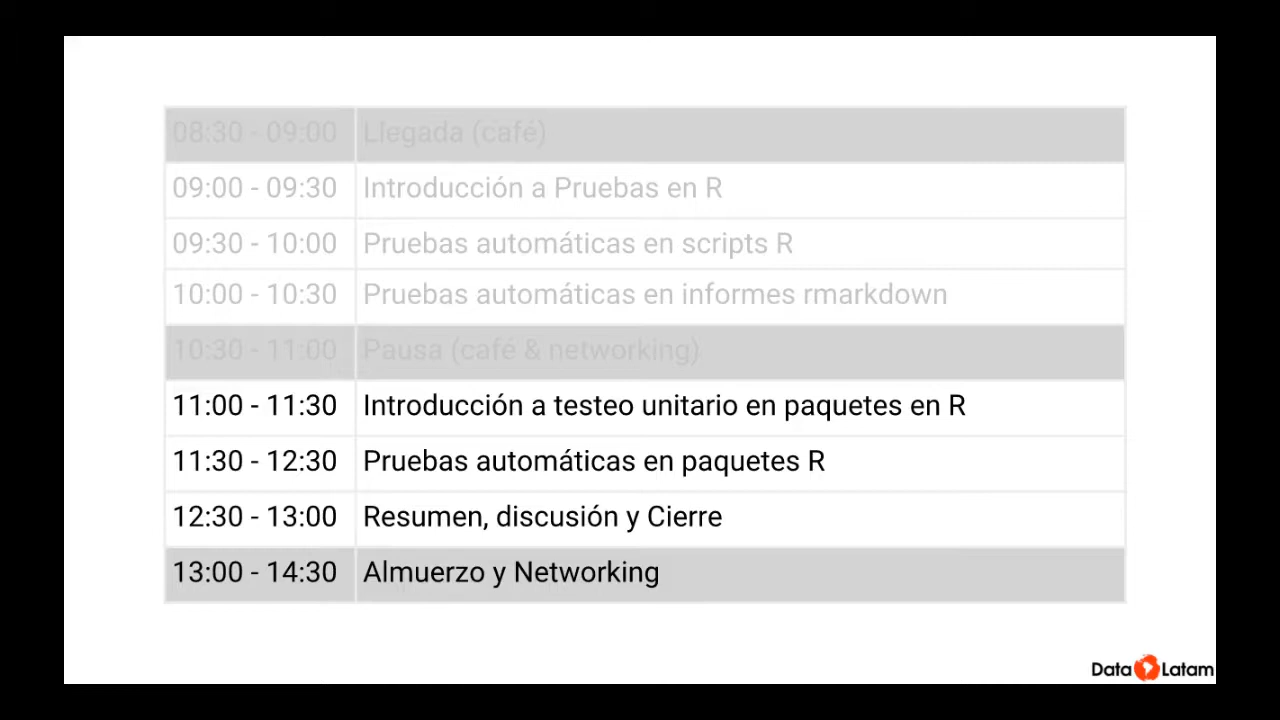 08:30 - 09:00 Llegada (café)
09:00 - 09:30 Introducción a Pruebas en R
09:30 - 10:00 Pruebas automáticas en scripts R
10:00 - 10:30 Pruebas automáticas en informes rmarkdown
10:30 - 11:00 Pausa (café & networking)
11:00 - 11:30 Introducción a testeo unitario en paquetes en R
11:30 - 12:30 Pruebas automáticas en paquetes R
12:30 - 13:00 Resumen, discusión y Cierre
13:00 - 14:30 Almuerzo y Networking
Data Latam